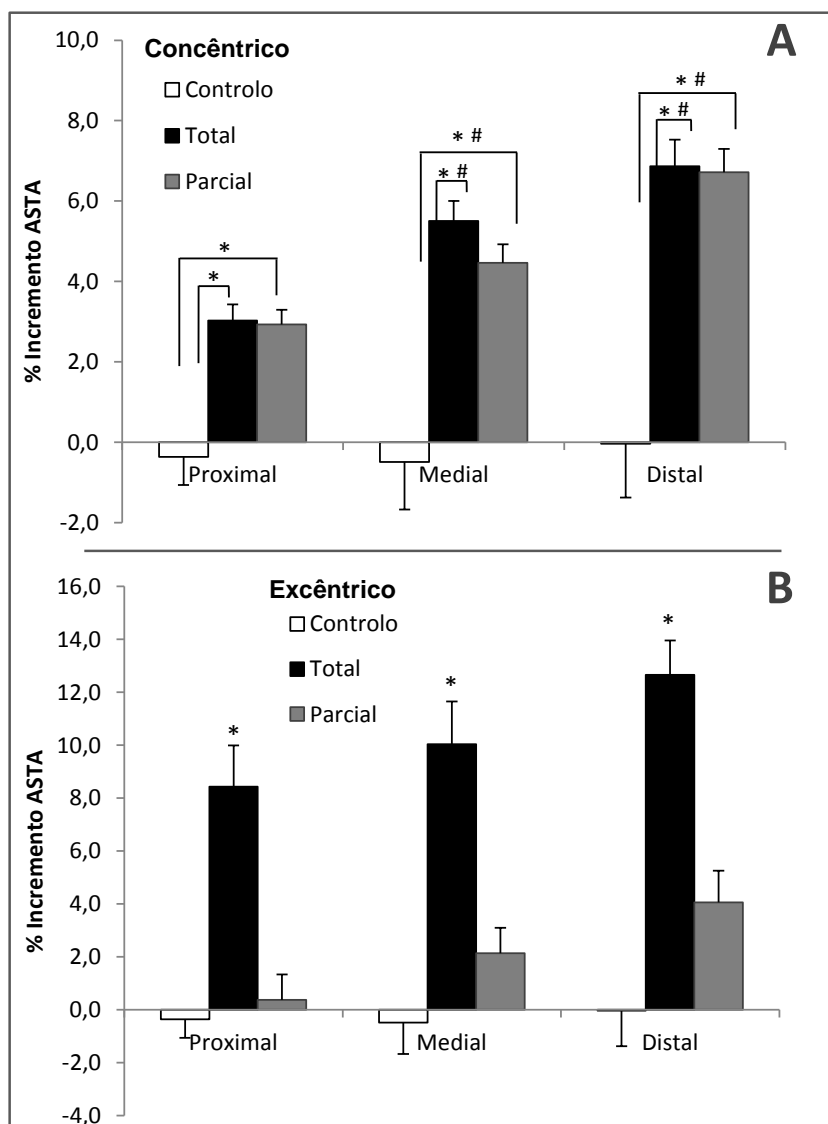 A
Concêntrico
Controlo
Total
Parcial
% Incremento ASTA
10,0
8,0
6,0
4,0
2,0
0,0
-2,0
*
*
* #
* #
* #
* #
Proximal Medial Distal
B
Excêntrico
Controlo
Total
Parcial
% Incremento ASTA
16,0
14,0
12,0
10,0
8,0
6,0
4,0
2,0
0,0
-2,0
-4,0
*
*
*
Proximal Medial Distal